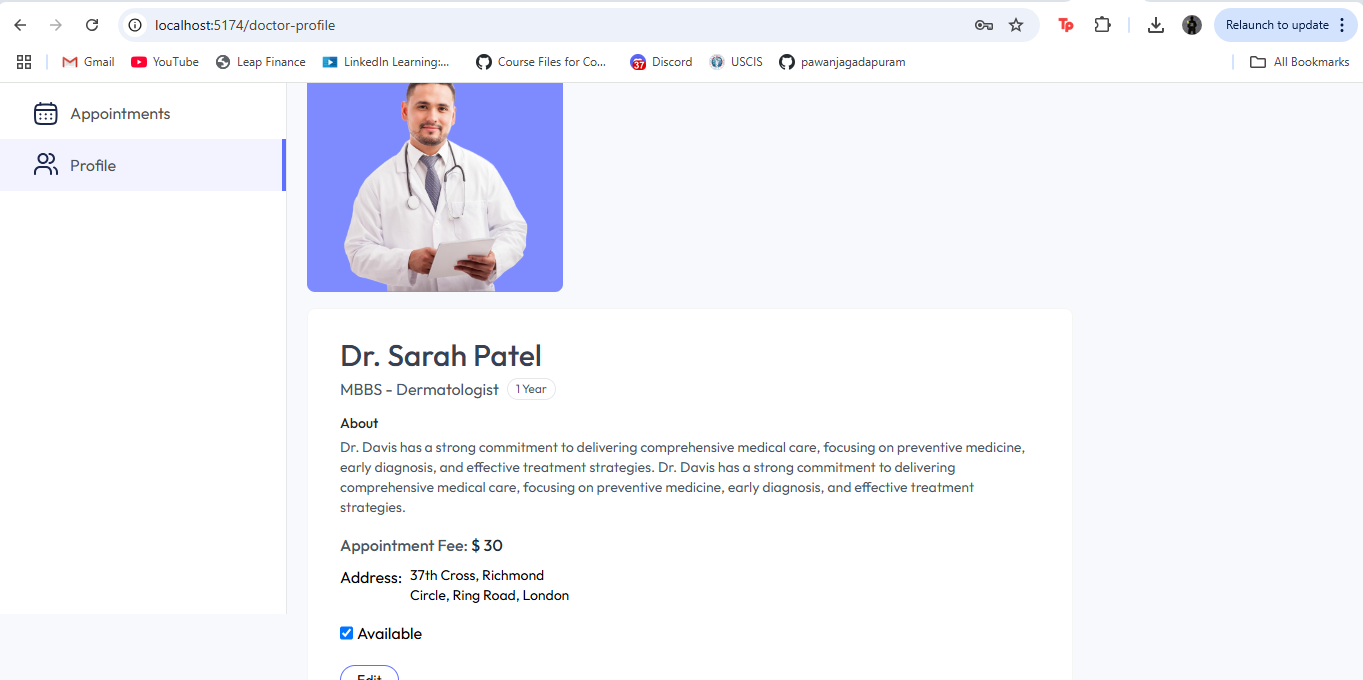 localhost:5174/doctor-profile
Relaunch to update
Gmail
YouTube
Leap Finance
LinkedIn Learning:...
Course Files for Co...
37
Discord
USCIS
pawanjagadapuram
All Bookmarks
Appointments
Profile
Dr. Sarah Patel
MBBS - Dermatologist 1 Year
About
Dr. Davis has a strong commitment to delivering comprehensive medical care, focusing on preventive medicine,
early diagnosis, and effective treatment strategies. Dr. Davis has a strong commitment to delivering
comprehensive medical care, focusing on preventive medicine, early diagnosis, and effective treatment
strategies.
Appointment Fee: $ 30
Address: 37th Cross, Richmond
Circle, Ring Road, London
Available
Edit